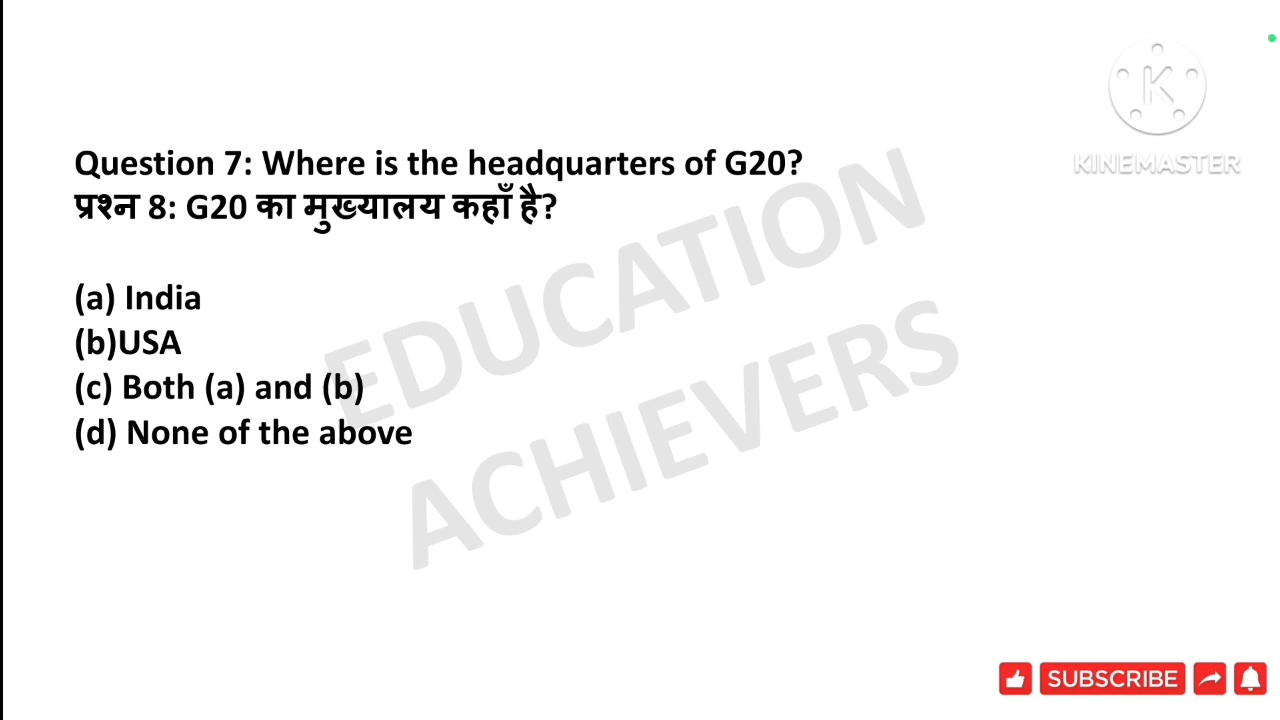 Question 7: Where is the headquarters of G20?
प्रश्न 8: G20 का मुख्यालय कहाँ है?
(a) India
(b)USA
(c) Both (a) and (b)
(d) None of the above
EDUCATION
ACHIEVERS
K
KINEMASTER
SUBSCRIBE